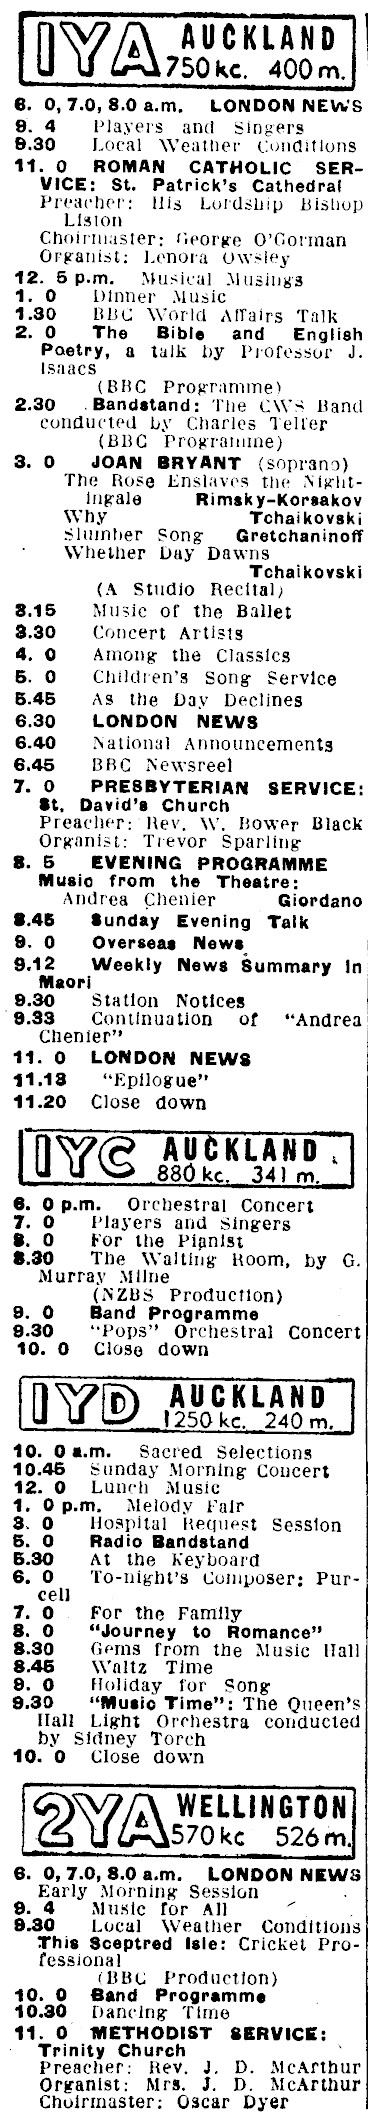 1YA AUCKLAND
750 kc. 400 m.
6. 0, 7.0, 8.0 a.m. LONDON NEWS
9. 4 Players and Singers
9.30 Local Weather Conditions
11. 0 ROMAN CATHOLIC SER-
VICE: St. Patrick's Cathedral
Preacher: His Lordship Bishop
Liston
Choirmaster: George O'Gorman
Organist: Lenora Owsley
12. 5 p.m. Musical Musings
1. 0 Dinner Music
1.30 BBC World Affairs Talk
2. 0 The Bible and English
Poetry, a talk by Professor J.
Isaacs
(BBC Programme)
2.30 Bandstand: The CWS Band
conducted by Charles Telfer
(BBC Programme)
3. 0 JOAN BRYANT (soprano)
The Rose Enslaves the Night-
ingale Rimsky-Korsakov
Why Tchaikovski
Slumber Song Gretchaninoff
Whether Day Dawns
Tchaikovski
(A Studio Recital)
3.15 Music of the Ballet
3.30 Concert Artists
4. 0 Among the Classics
5. 0 Children's Song Service
5.45 As the Day Declines
6.30 LONDON NEWS
6.40 National Announcements
6.45 BBC Newsreel
7. 0 PRESBYTERIAN SERVICE:
St. David's Church
Preacher: Rev. W. Bower Black
Organist: Trevor Sparling
8. 5 EVENING PROGRAMME
Music from the Theatre:
Andrea Chenier Giordano
8.45 Sunday Evening Talk
9. 0 Overseas News
9.12 Weekly News Summary in
Maori
9.30 Station Notices
9.33 Continuation of "Andrea
Chenier"
11. 0 LONDON NEWS
11.18 "Epilogue"
11.20 Close down
1YC AUCKLAND
880 kc. 341 m.
6. 0 p.m. Orchestral Concert
7. 0 Players and Singers
8. 0 For the Pianist
8.30 The Waiting Room, by G.
Murray Milne
(NZBS Production)
9. 0 Band Programme
9.30 "Pops" Orchestral Concert
10. 0 Close down
1YD AUCKLAND
1250 kc. 240 m.
10. 0 a.m. Sacred Selections
10.45 Sunday Morning Concert
12. 0 Lunch Music
1. 0 p.m. Melody Fair
3. 0 Hospital Request Session
5. 0 Radio Bandstand
5.30 At the Keyboard
6. 0 To-night's Composer: Pur-
cell
7. 0 For the Family
8. 0 "Journey to Romance"
8.30 Gems from the Music Hall
8.45 Waltz Time
9. 0 Holiday for Song
9.30 "Music Time": The Queen's
Hall Light Orchestra conducted
by Sidney Torch
10. 0 Close down
2YA WELLINGTON
570 kc 526 m.
6. 0, 7.0, 8.0 a.m. LONDON NEWS
Early Morning Session
9. 4 Music for All
9.30 Local Weather Conditions
This Sceptred Isle: Cricket Pro-
fessional
(BBC Production)
10. 0 Band Programme
10.30 Dancing Time
11. 0 METHODIST SERVICE:
Trinity Church
Preacher: Rev. J. D. McArthur
Organist: Mrs. J. D. McArthur
Choirmaster: Oscar Dyer